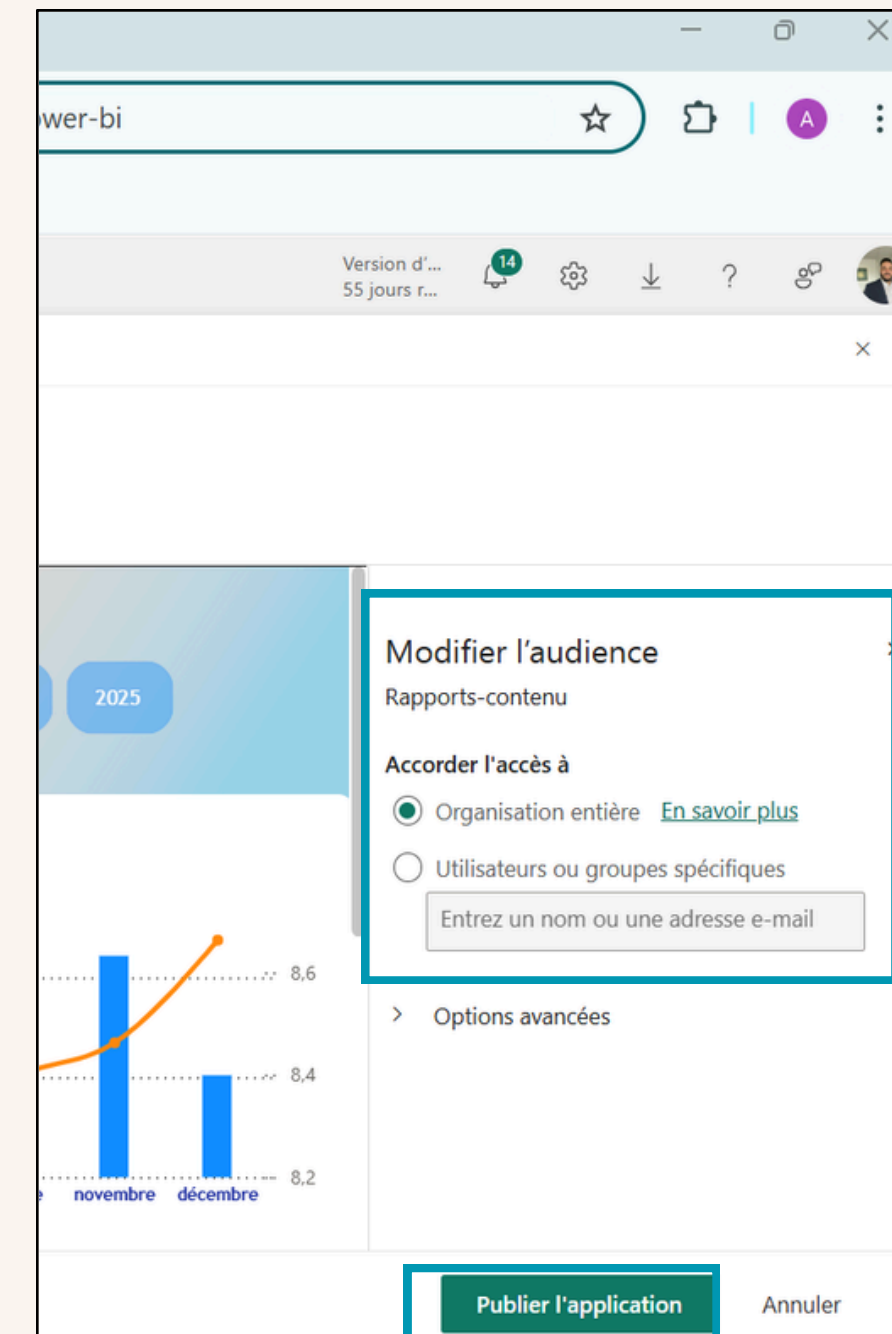 ower-bi
A
Version d'...
55 jours r...
14
?
2025
Modifier l'audience
Rapports-contenu
Accorder l'accès à
Organisation entière En savoir plus
Utilisateurs ou groupes spécifiques
Entrez un nom ou une adresse e-mail
Options avancées
8,6
8,4
8,2
novembre décembre
Publier l'application Annuler